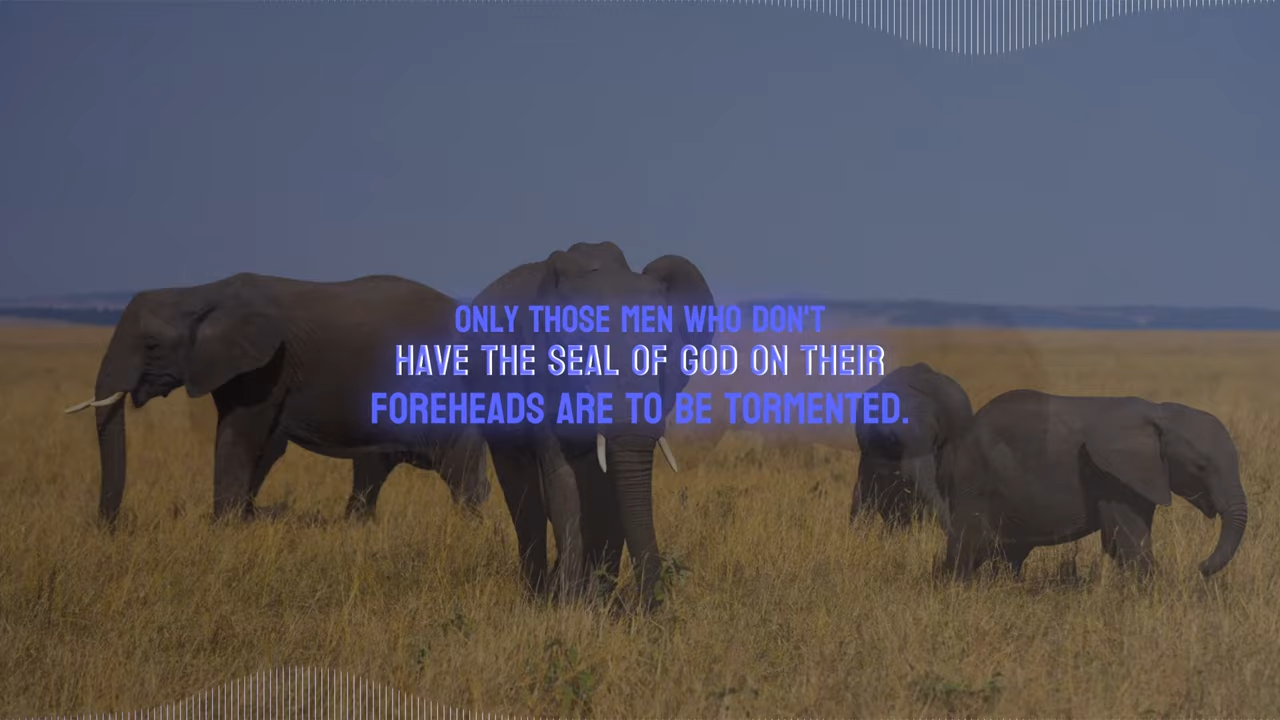 ONLY THOSE MEN WHO DON'T
HAVE THE SEAL OF GOD ON THEIR
FOREHEADS ARE TO BE TORMENTED.